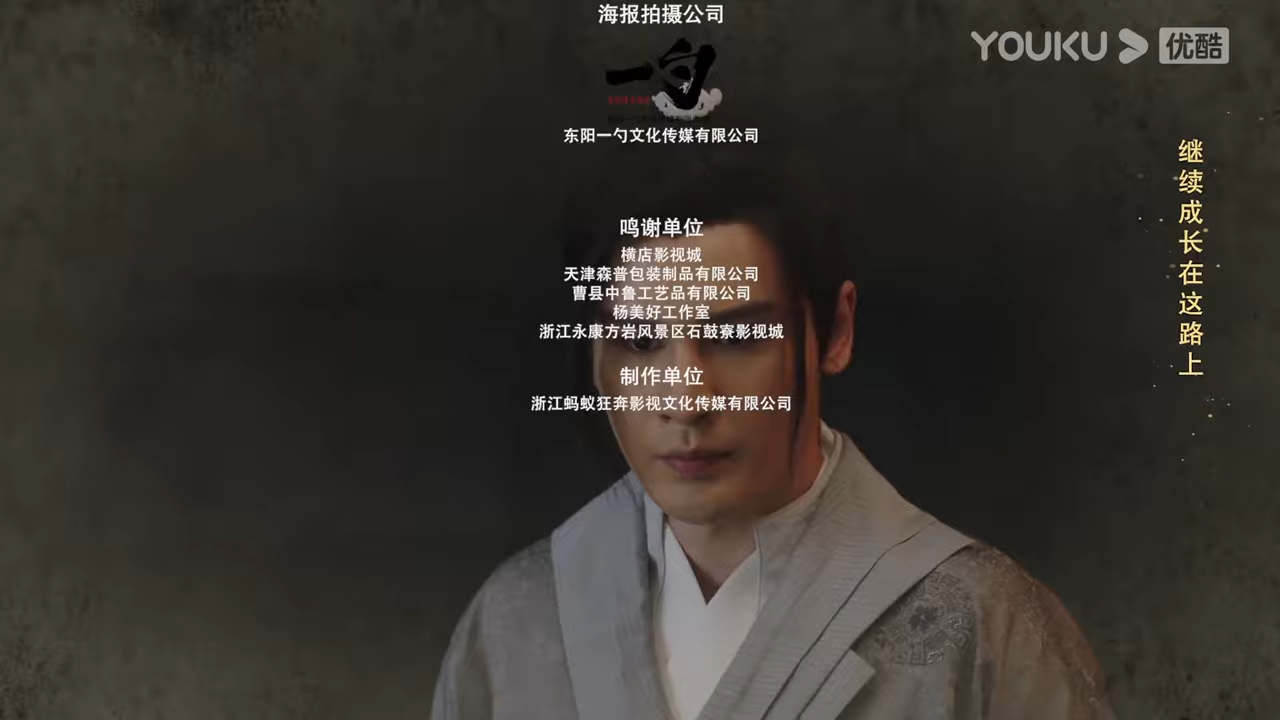 海报拍摄公司
一勺
东阳一勺文化传媒有限公司
鸣谢单位
横店影视城
天津森普包装制品有限公司
曹县中鲁工艺品有限公司
杨美好工作室
浙江永康方岩风景区石鼓寮影视城
制作单位
浙江蚂蚁狂奔影视文化传媒有限公司
YOUKU 优酷
继续成长在这路上